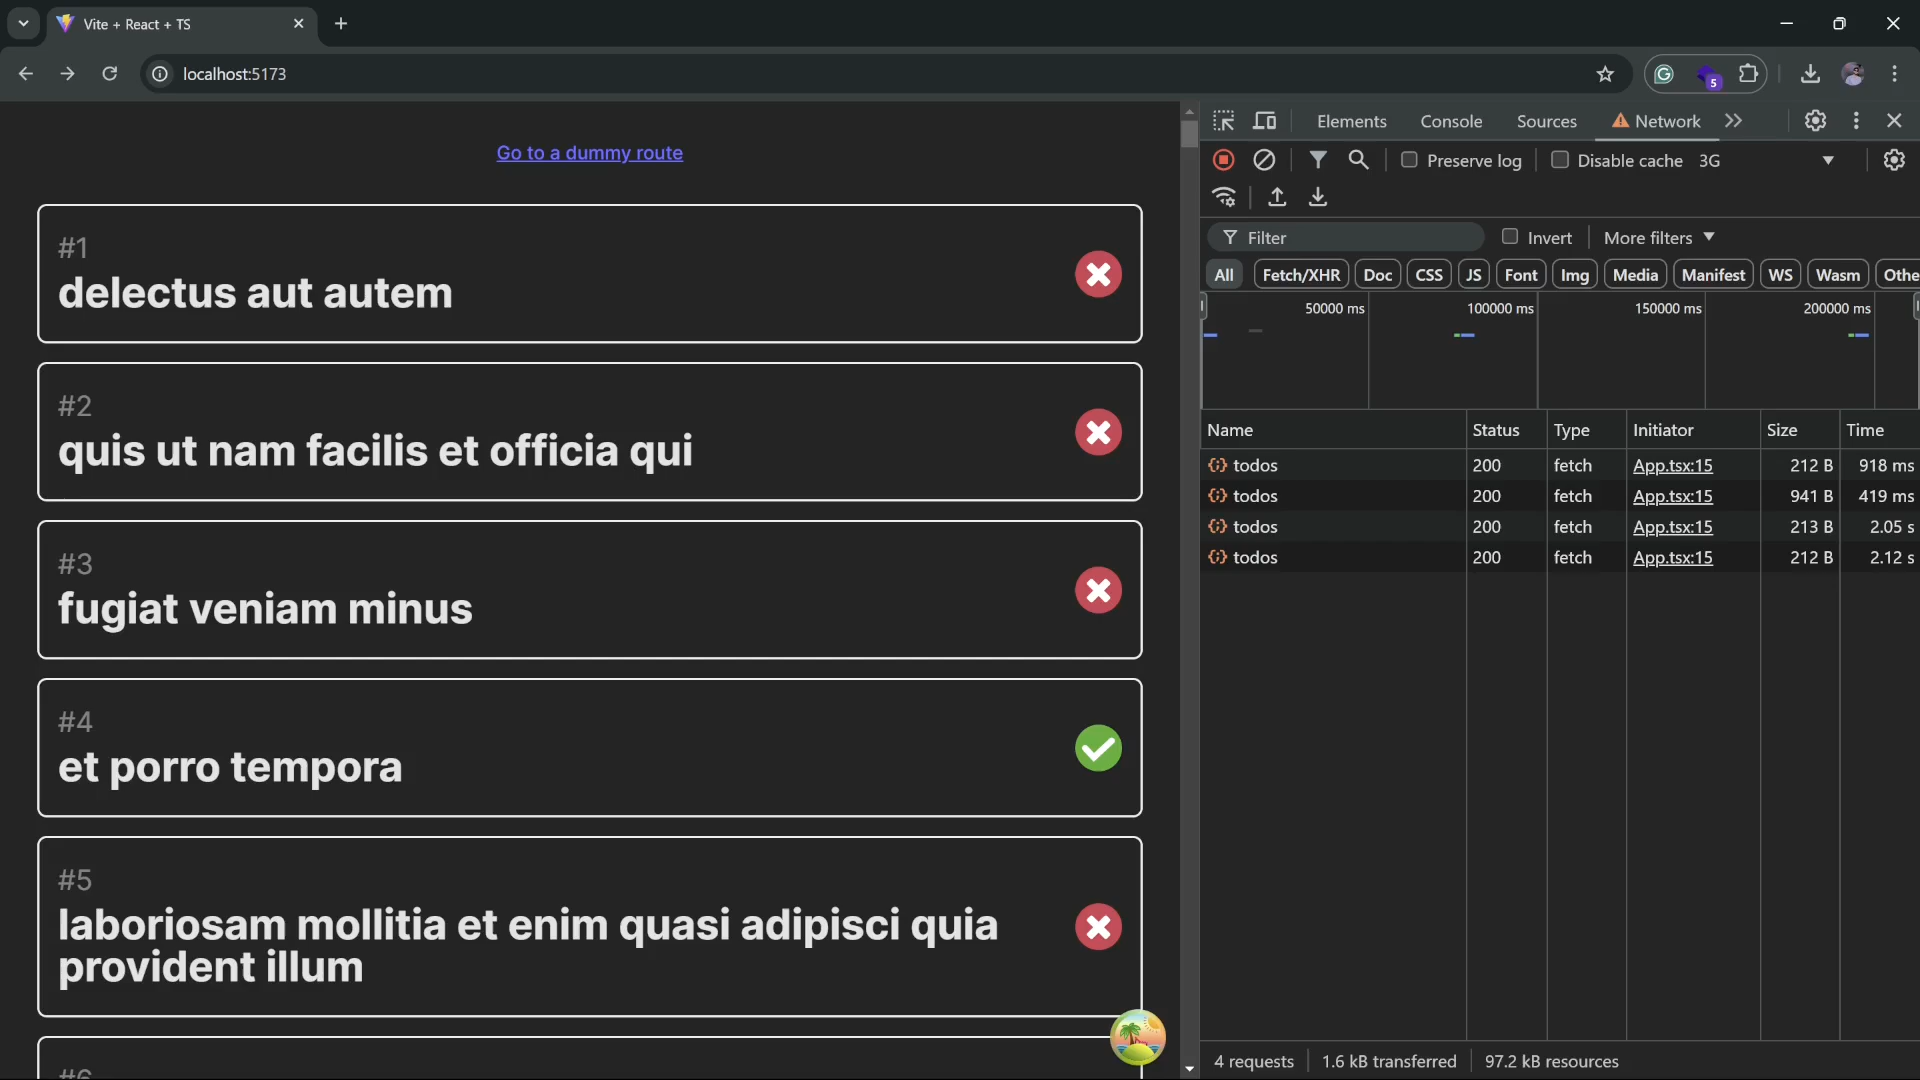 Vite + React + TS
localhost:5173
5
Go to a dummy route
#1
delectus aut autem
#2
quis ut nam facilis et officia qui
#3
fugiat veniam minus
#4
et porro tempora
#5
laboriosam mollitia et enim quasi adipisci quia
provident illum
#6
Elements Console Sources Network
Preserve log Disable cache 3G
Filter Invert More filters
All Fetch/XHR Doc CSS JS Font Img Media Manifest WS Wasm Othe
50000 ms 100000 ms 150000 ms 200000 ms
Name Status Type Initiator Size Time
todos 200 fetch App.tsx:15 212 B 918 ms
todos 200 fetch App.tsx:15 941 B 419 ms
todos 200 fetch App.tsx:15 213 B 2.05 s
todos 200 fetch App.tsx:15 212 B 2.12 s
4 requests 1.6 kB transferred 97.2 kB resources